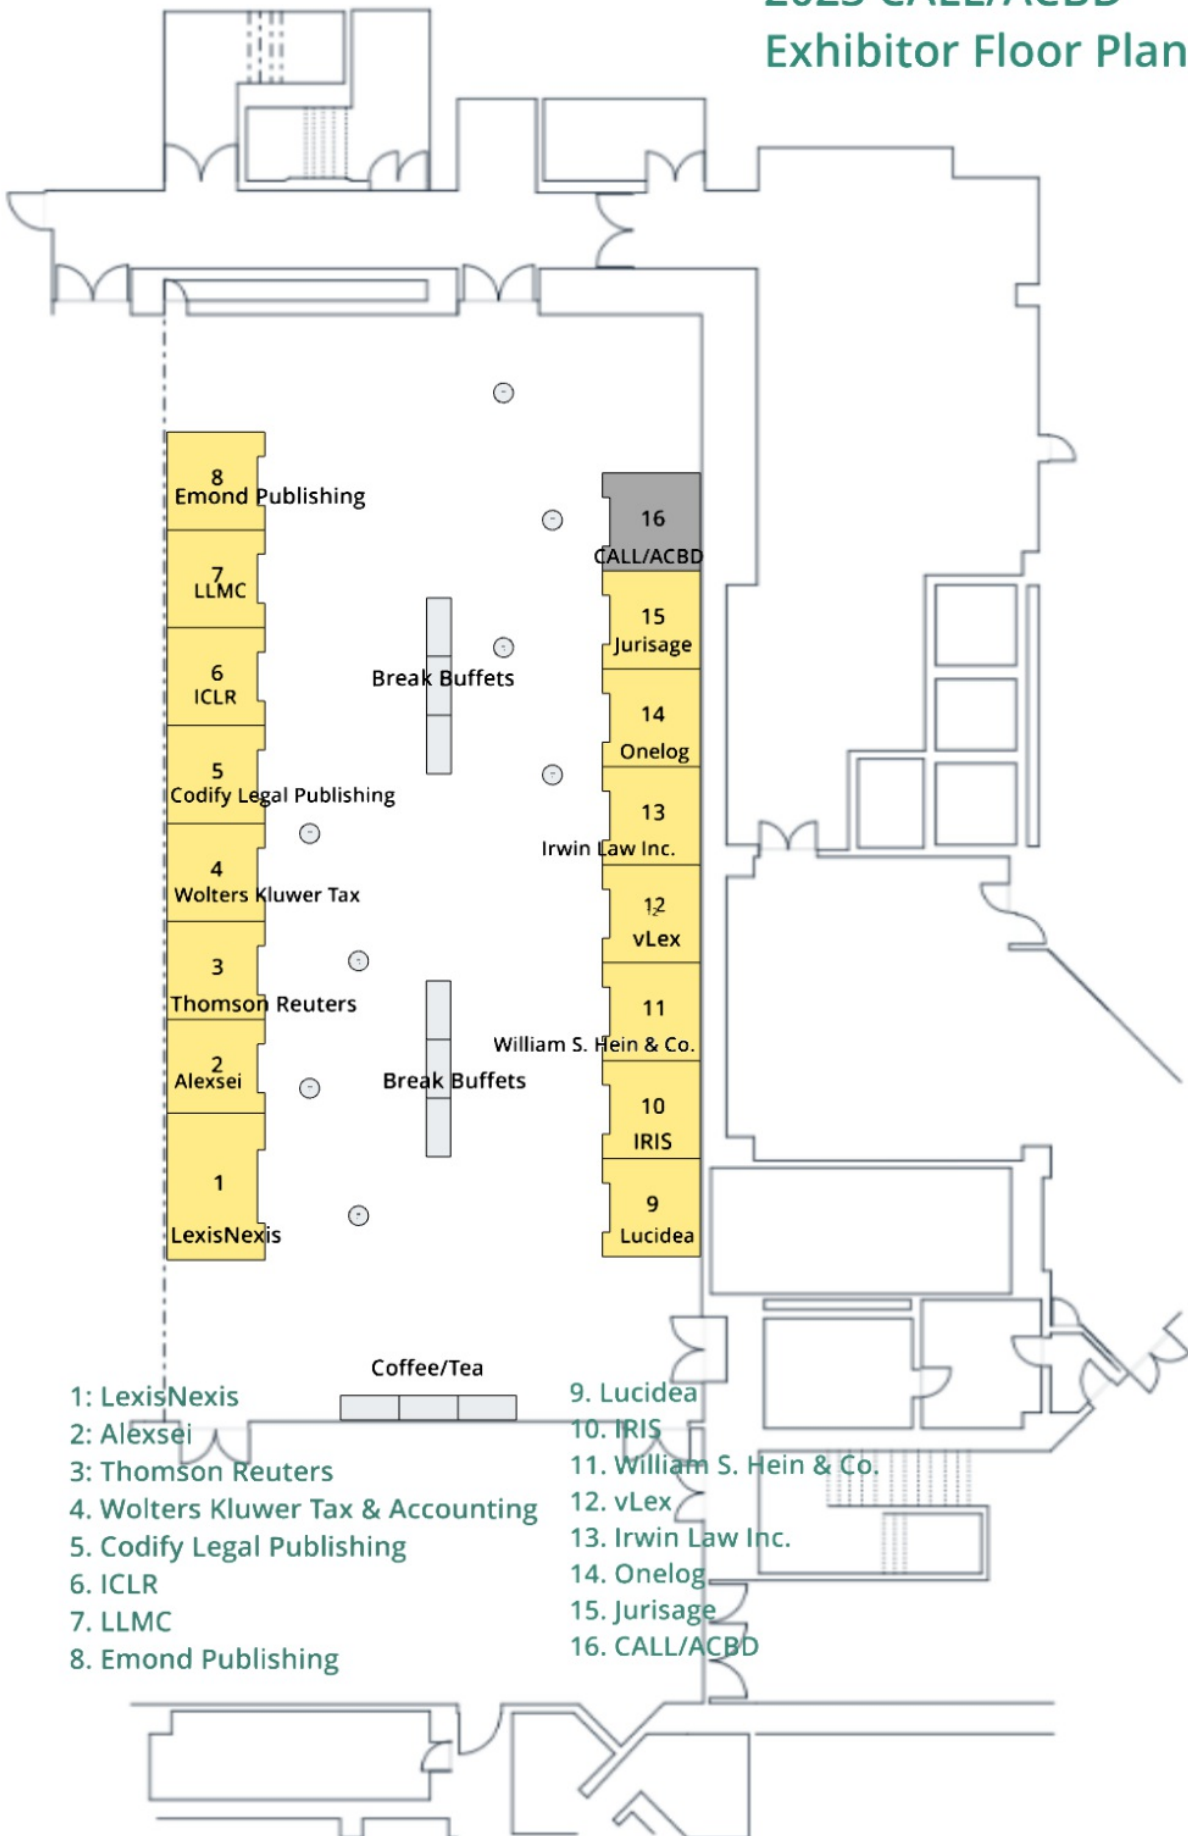 2023 CALL/ACBD
Exhibitor Floor Plan
8
Emond Publishing
7
LLMC
6
ICLR
5
Codify Legal Publishing
4
Wolters Kluwer Tax
3
Thomson Reuters
2
Alexsei
1
LexisNexis
Break Buffets
Break Buffets
16
CALL/ACBD
15
Jurisage
14
Onelog
13
Irwin Law Inc.
12
vLex
11
William S. Hein & Co.
10
IRIS
9
Lucidea
Coffee/Tea
1: LexisNexis
2: Alexsei
3: Thomson Reuters
4. Wolters Kluwer Tax & Accounting
5. Codify Legal Publishing
6. ICLR
7. LLMC
8. Emond Publishing
9. Lucidea
10. IRIS
11. William S. Hein & Co.
12. vLex
13. Irwin Law Inc.
14. Onelog
15. Jurisage
16. CALL/ACBD